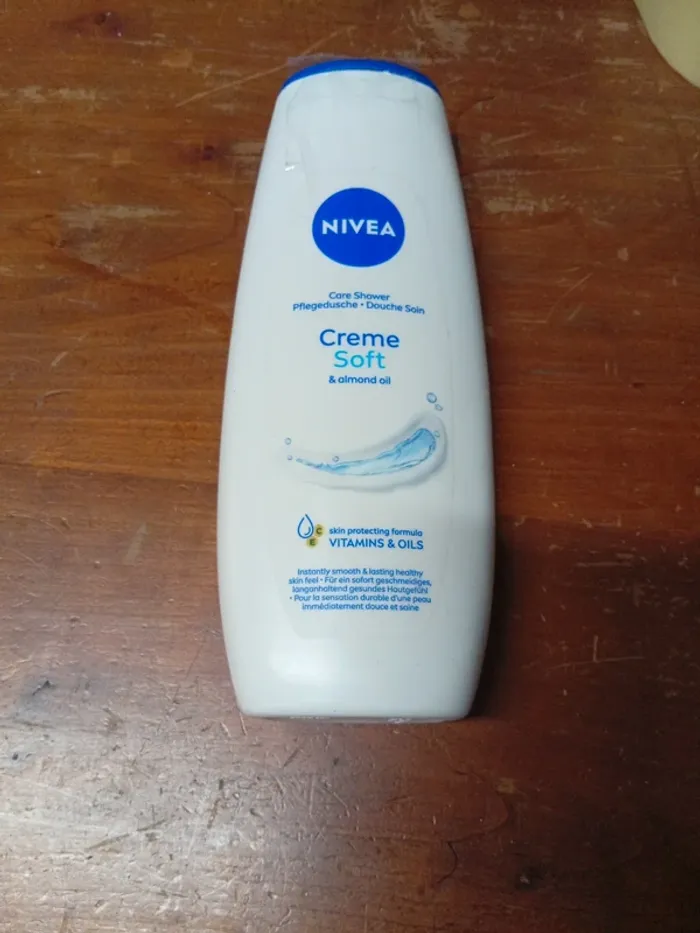 NIVEA
Care Shower
Pflegedusche • Douche Soin
Creme
Soft
& almond oil
C
E
skin protecting formula
VITAMINS & OILS
Instantly smooth & lasting healthy
skin feel • Für ein sofort geschmeidiges,
langanhaltend gesundes Hautgefühl
• Pour la sensation durable d'une peau
immédiatement douce et saine